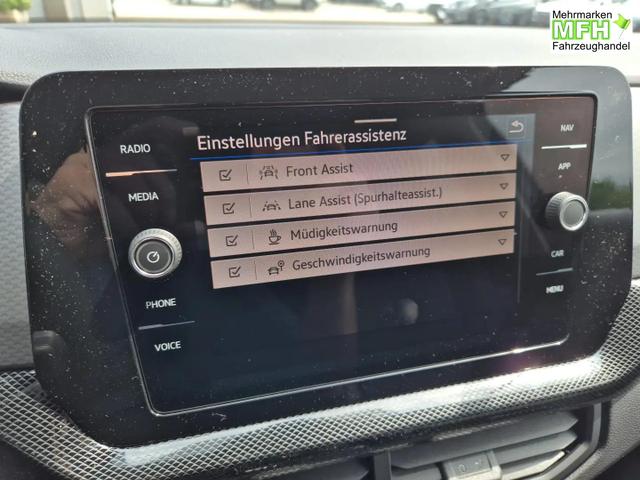 Mehrmarken
MFH
Fahrzeughandel
Einstellungen Fahrerassistenz
Front Assist
Lane Assist (Spurhalteassist.)
Müdigkeitswarnung
Geschwindigkeitswarnung
RADIO
MEDIA
PHONE
VOICE
NAV
APP
CAR
MENU